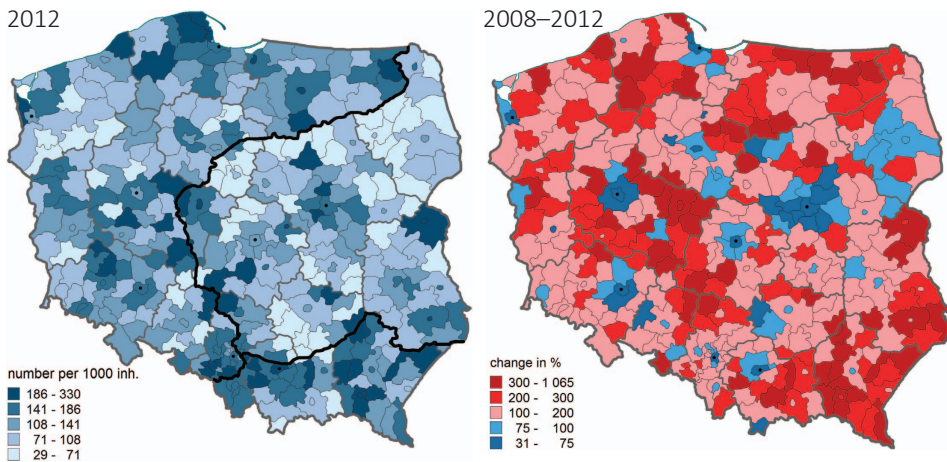 2012
number per 1000 inh.
186 - 330
141 - 186
108 - 141
71 - 108
29 - 71
2008–2012
change in %
300 - 1 065
200 - 300
100 - 200
75 - 100
31 - 75